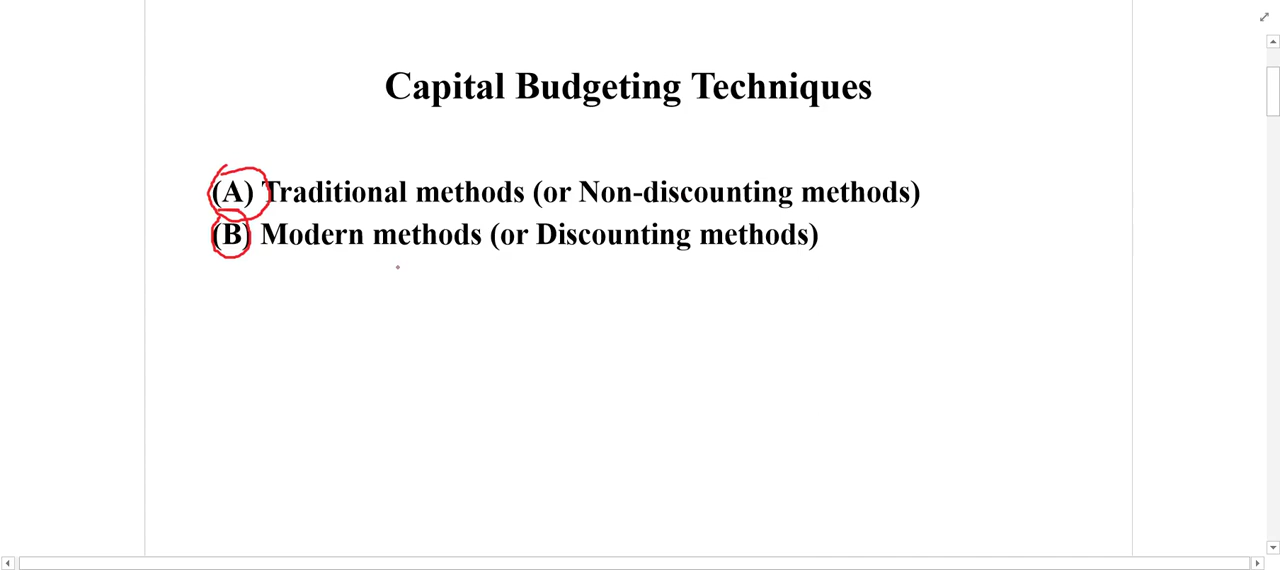 Capital Budgeting Techniques
(A) Traditional methods (or Non-discounting methods)
(B) Modern methods (or Discounting methods)